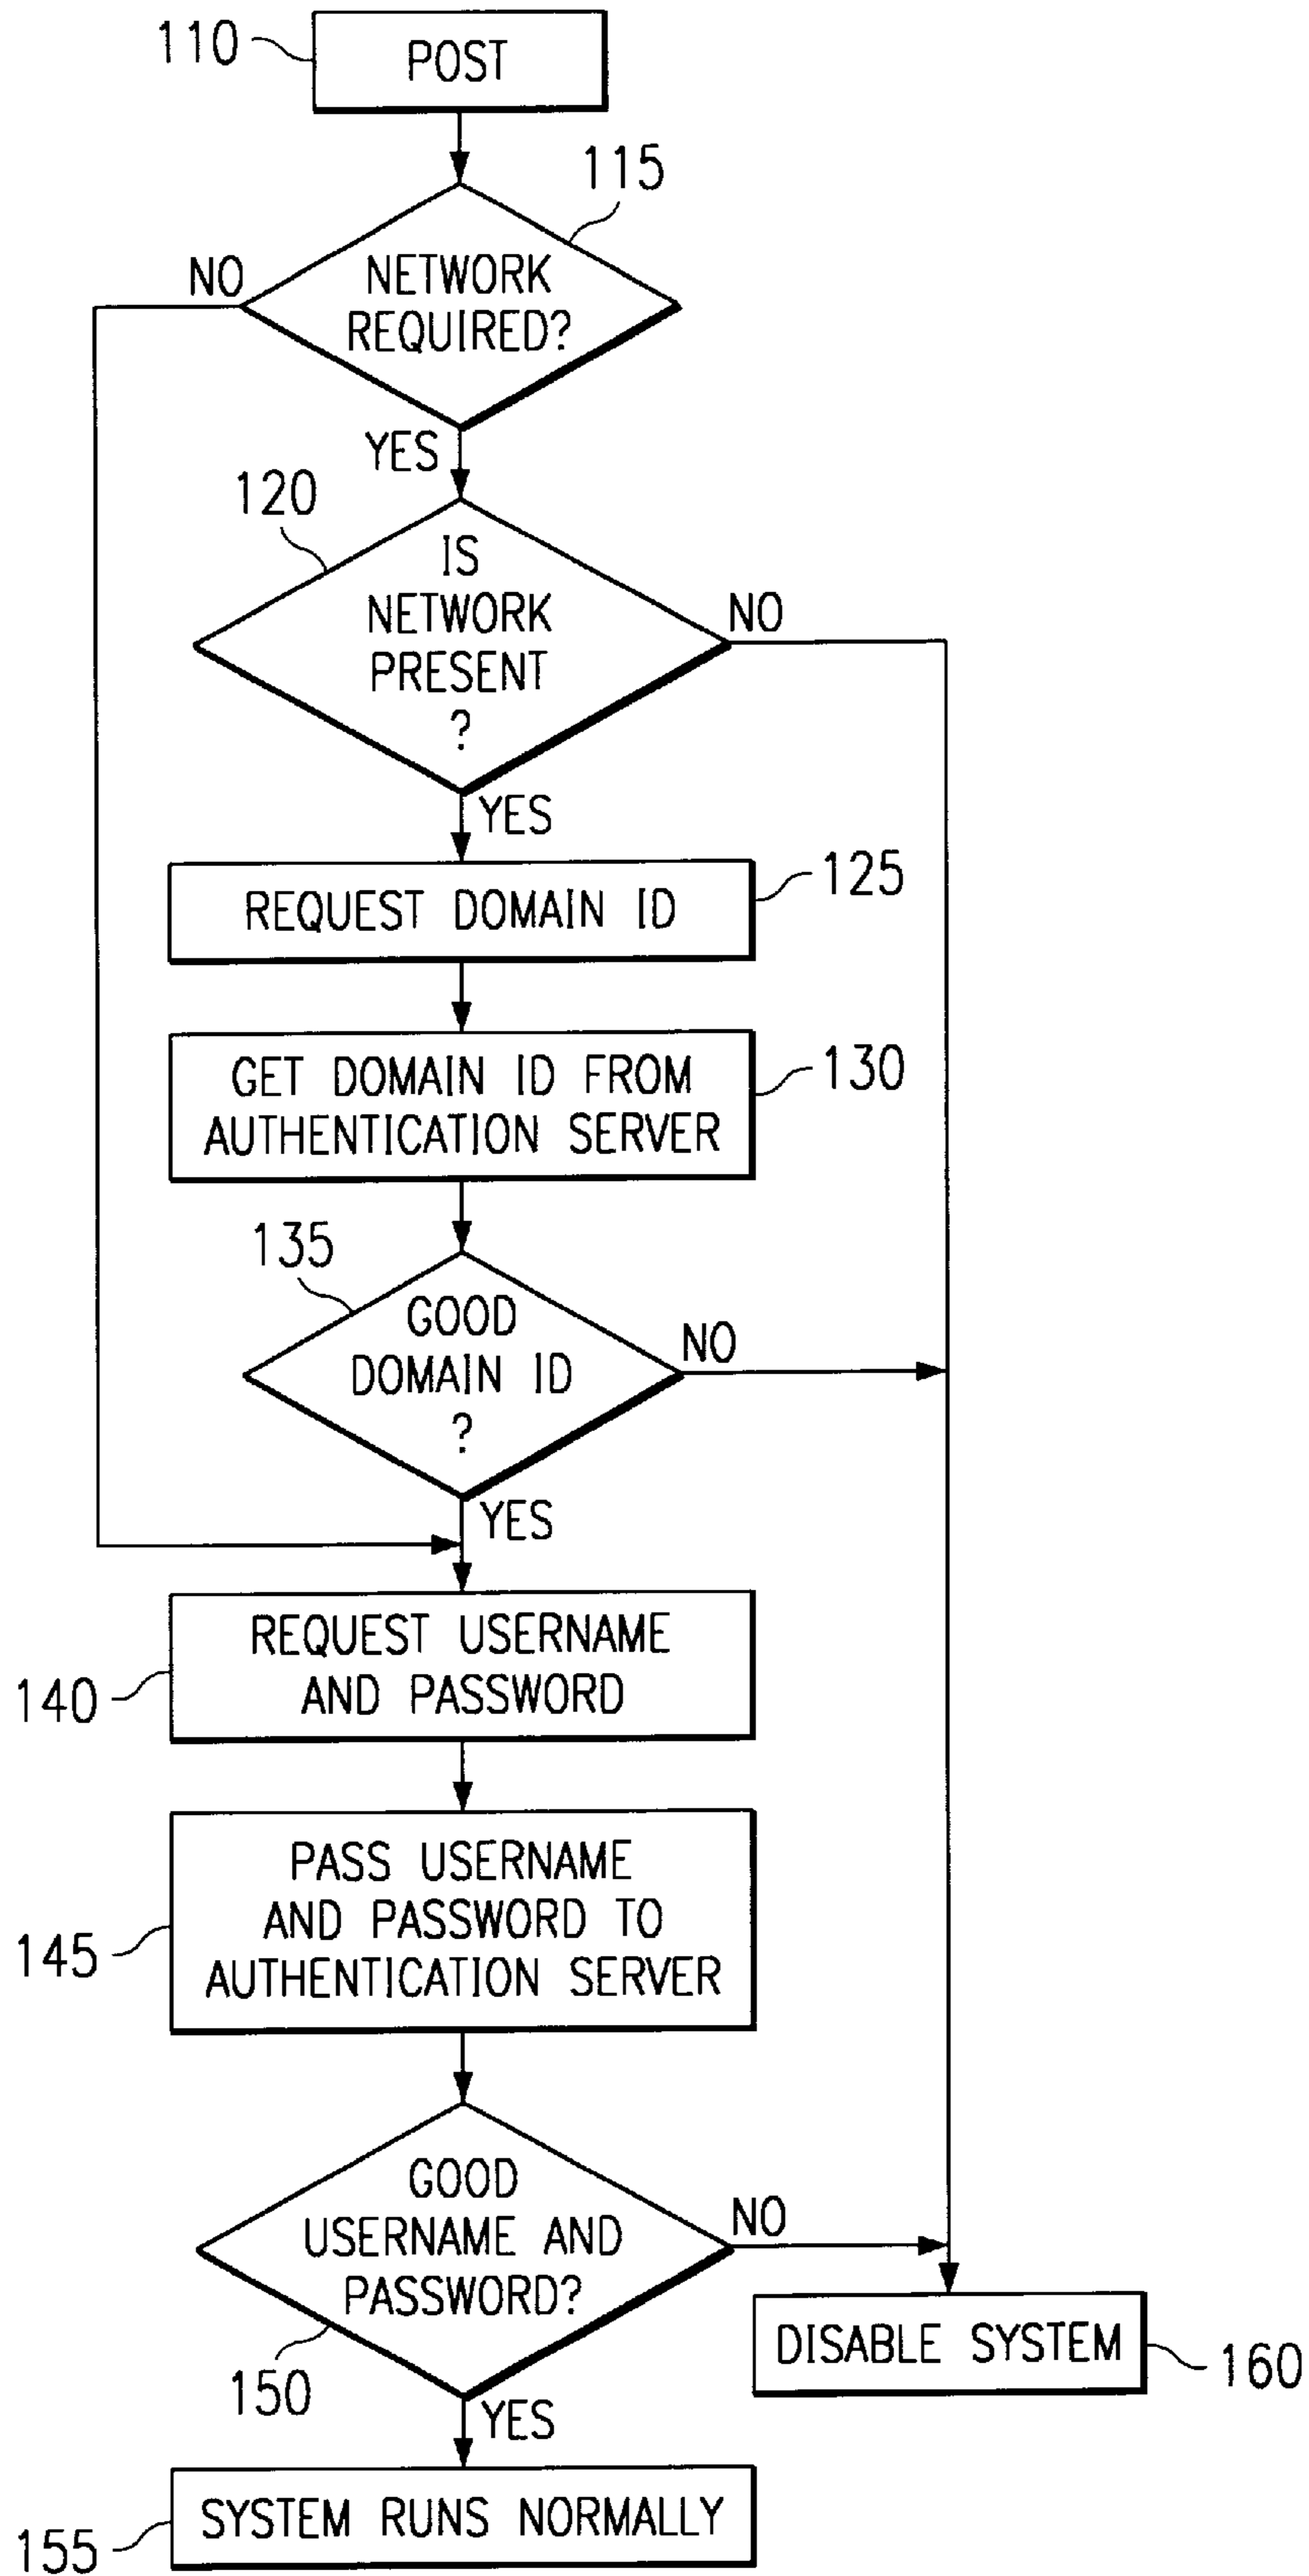 110
POST
115
NO
NETWORK
REQUIRED?
YES
120
IS
NETWORK
PRESENT
?
NO
YES
REQUEST DOMAIN ID
125
GET DOMAIN ID FROM
AUTHENTICATION SERVER
130
135
GOOD
DOMAIN ID
?
NO
YES
REQUEST USERNAME
AND PASSWORD
140
PASS USERNAME
AND PASSWORD TO
AUTHENTICATION SERVER
145
GOOD
USERNAME AND
PASSWORD?
NO
150
YES
DISABLE SYSTEM
160
SYSTEM RUNS NORMALLY
155